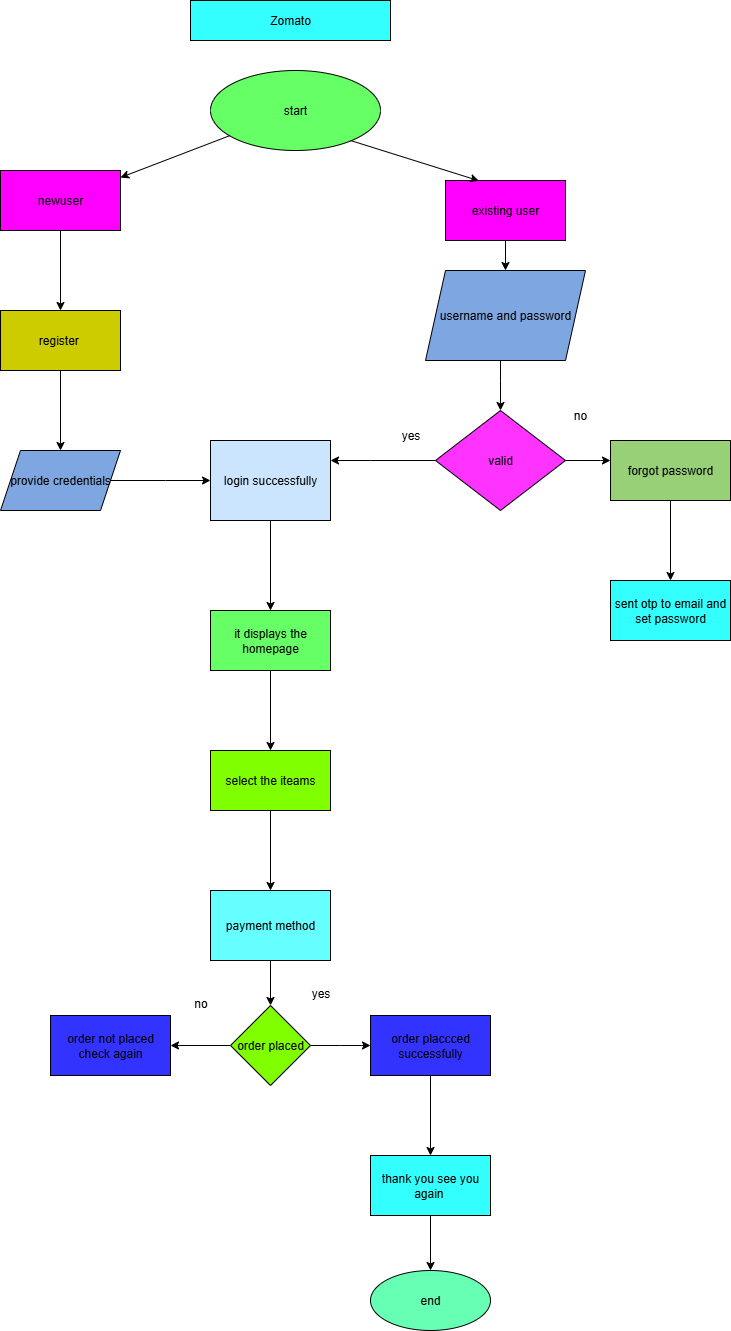 Zomato
start
newuser
existing user
register
username and password
provide credentials
login successfully
yes
valid
no
forgot password
sent otp to email and
set password
it displays the
homepage
select the iteams
payment method
no
yes
order not placed
check again
order placed
order placcced
successfully
thank you see you
again
end